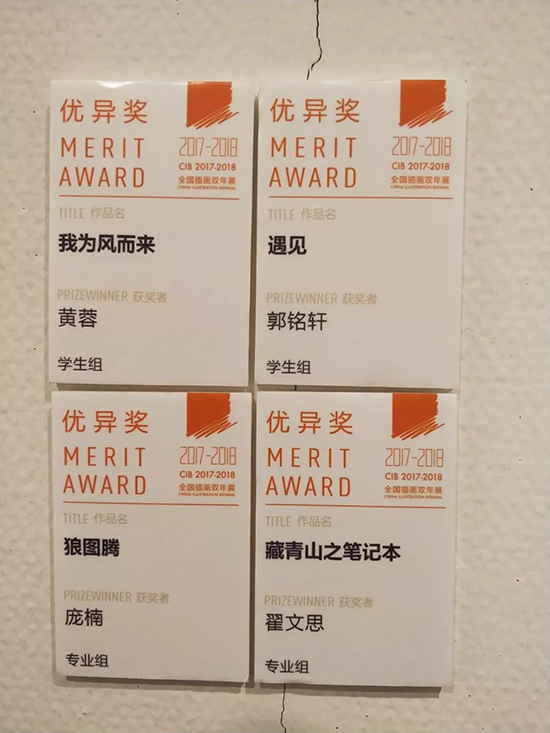 优异奖
MERIT
AWARD
2017-2018
CIB 2017-2018
全国插画双年展
CHINA ILLUSTRATION BIENNIAL
TITLE 作品名
我为风而来
PRIZEWINNER 获奖者
黄蓉
学生组
优异奖
MERIT
AWARD
2017-2018
CIB 2017-2018
全国插画双年展
CHINA ILLUSTRATION BIENNIAL
TITLE 作品名
遇见
PRIZEWINNER 获奖者
郭铭轩
学生组
优异奖
MERIT
AWARD
2017-2018
CIB 2017-2018
全国插画双年展
CHINA ILLUSTRATION BIENNIAL
TITLE 作品名
狼图腾
PRIZEWINNER 获奖者
庞楠
专业组
优异奖
MERIT
AWARD
2017-2018
CIB 2017-2018
全国插画双年展
CHINA ILLUSTRATION BIENNIAL
TITLE 作品名
藏青山之笔记本
PRIZEWINNER 获奖者
翟文思
专业组